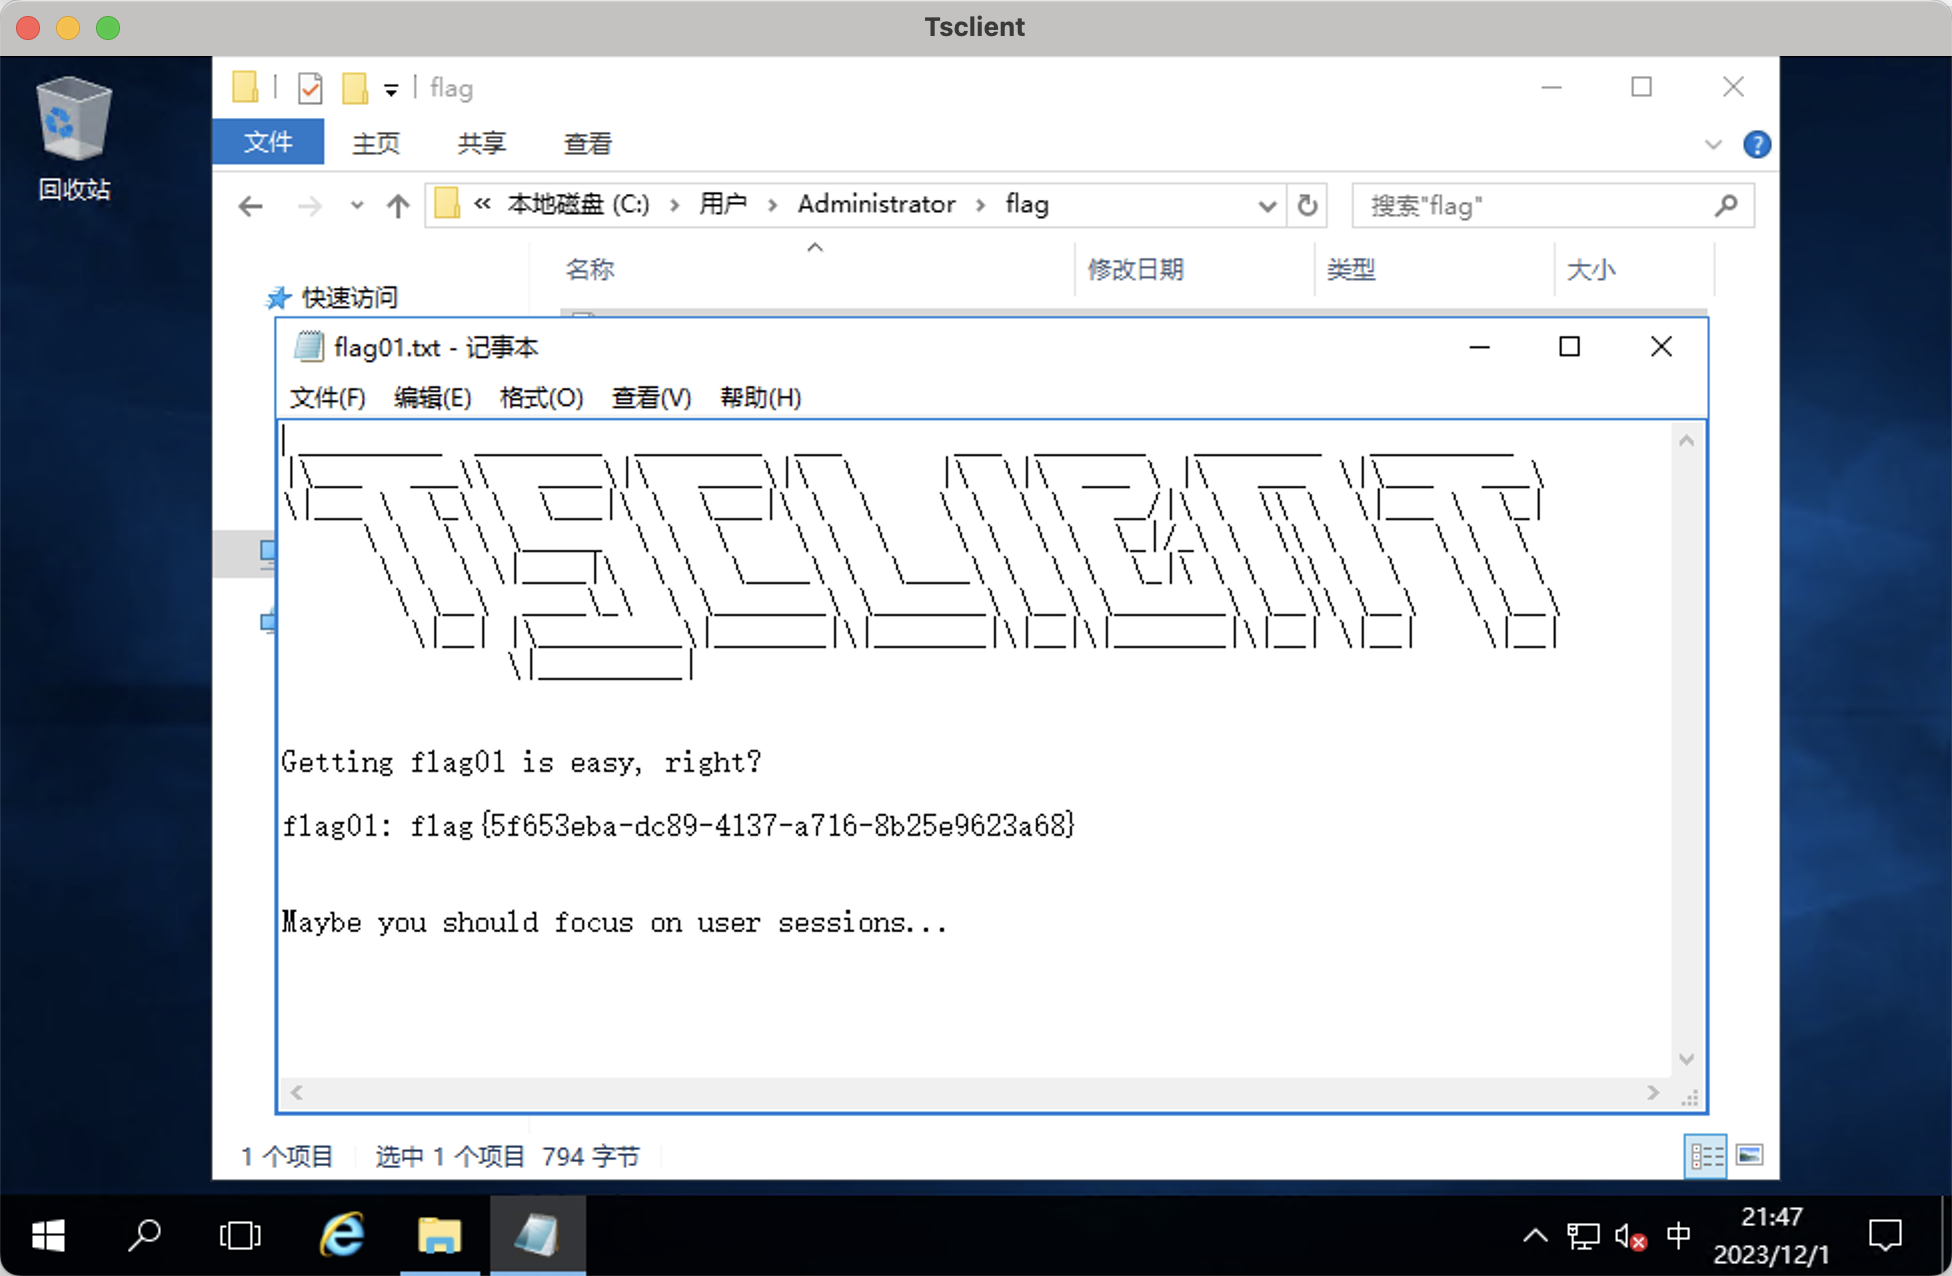 Tsclient
回收站
flag
文件 主页 共享 查看
« 本地磁盘 (C:) › 用户 › Administrator › flag
搜索"flag"
名称 修改日期 类型 大小
快速访问
flag01.txt - 记事本
文件(F) 编辑(E) 格式(O) 查看(V) 帮助(H)
TSCLIENT
Getting flag01 is easy, right?
flag01: flag{5f653eba-dc89-4137-a716-8b25e9623a68}
Maybe you should focus on user sessions...
1 个项目 选中 1 个项目 794 字节
中
21:47
2023/12/1